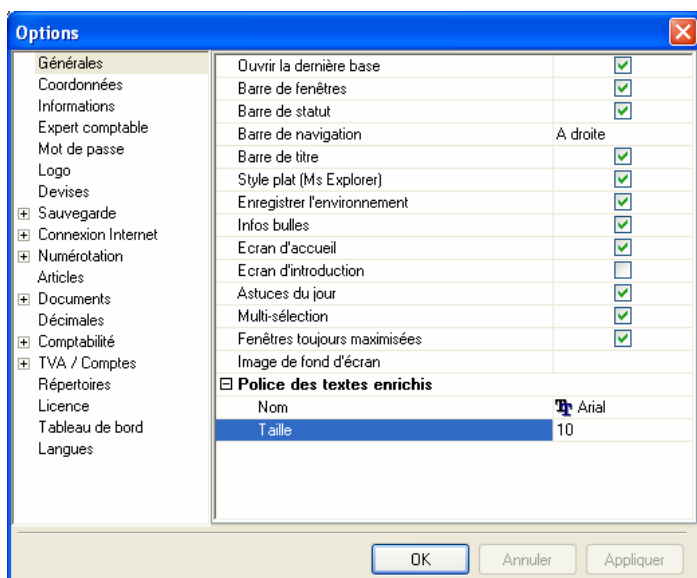 Options
Générales
Coordonnées
Informations
Expert comptable
Mot de passe
Logo
Devises
Sauvegarde
Connexion Internet
Numérotation
Articles
Documents
Décimales
Comptabilité
TVA / Comptes
Répertoires
Licence
Tableau de bord
Langues
Ouvrir la dernière base
Barre de fenêtres
Barre de statut
Barre de navigation A droite
Barre de titre
Style plat (Ms Explorer)
Enregistrer l'environnement
Infos bulles
Ecran d'accueil
Ecran d'introduction
Astuces du jour
Multi-sélection
Fenêtres toujours maximisées
Image de fond d'écran
Police des textes enrichis
Nom Arial
Taille 10
OK Annuler Appliquer